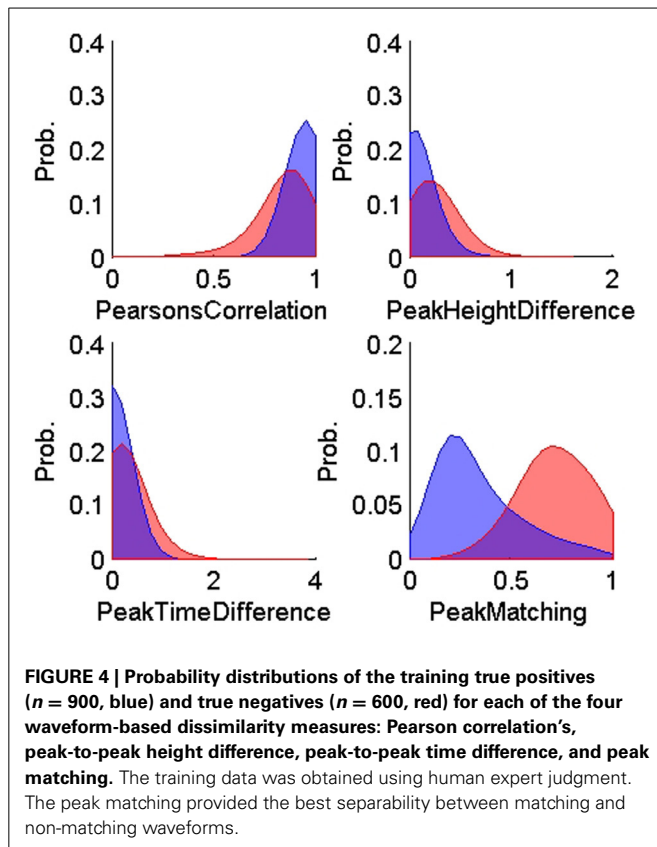 0.4
0.3
0.2
0.1
0
Prob.
0 0.5 1
PearsonsCorrelation
0.4
0.3
0.2
0.1
0
Prob.
0 1 2
PeakHeightDifference
0.4
0.3
0.2
0.1
0
Prob.
0 2 4
PeakTimeDifference
0.2
0.15
0.1
0.05
0
Prob.
0 0.5 1
PeakMatching
FIGURE 4 | Probability distributions of the training true positives
(n = 900, blue) and true negatives (n = 600, red) for each of the four
waveform-based dissimilarity measures: Pearson correlation's,
peak-to-peak height difference, peak-to-peak time difference, and peak
matching. The training data was obtained using human expert judgment.
The peak matching provided the best separability between matching and
non-matching waveforms.